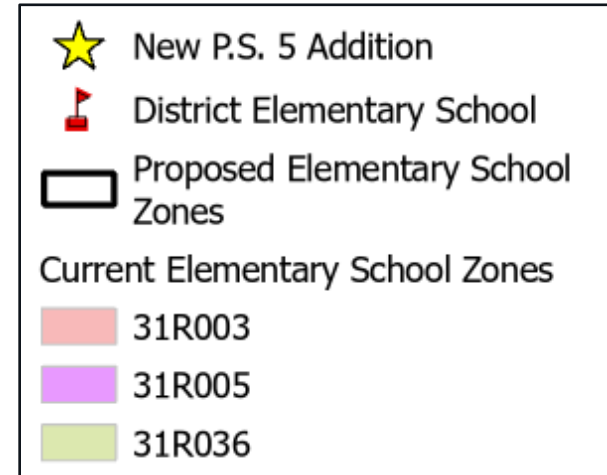 New P.S. 5 Addition
District Elementary School
Proposed Elementary School
Zones
Current Elementary School Zones
31R003
31R005
31R036